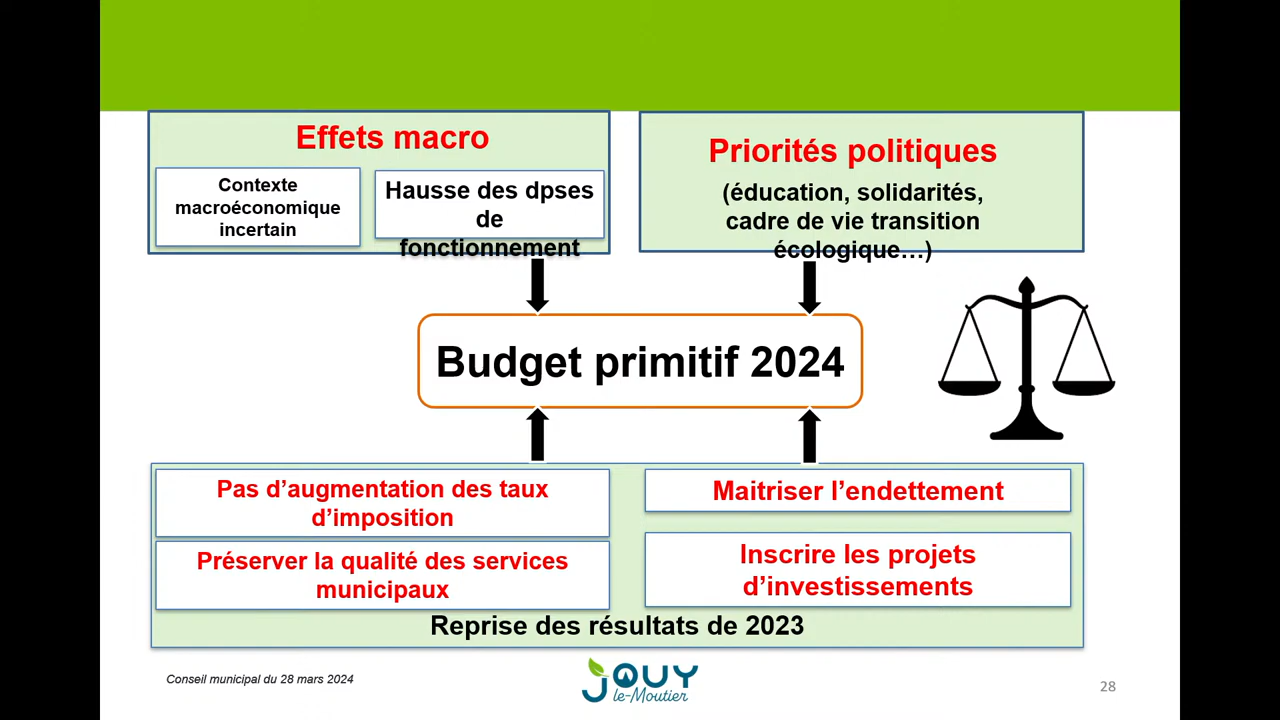 Effets macro
Contexte
macroéconomique
incertain
Hausse des dpses
de
fonctionnement
Priorités politiques
(éducation, solidarités,
cadre de vie transition
écologique…)
Budget primitif 2024
Pas d’augmentation des taux
d’imposition
Maitriser l’endettement
Préserver la qualité des services
municipaux
Inscrire les projets
d’investissements
Reprise des résultats de 2023
Conseil municipal du 28 mars 2024
JOUY
le-Moutier
28